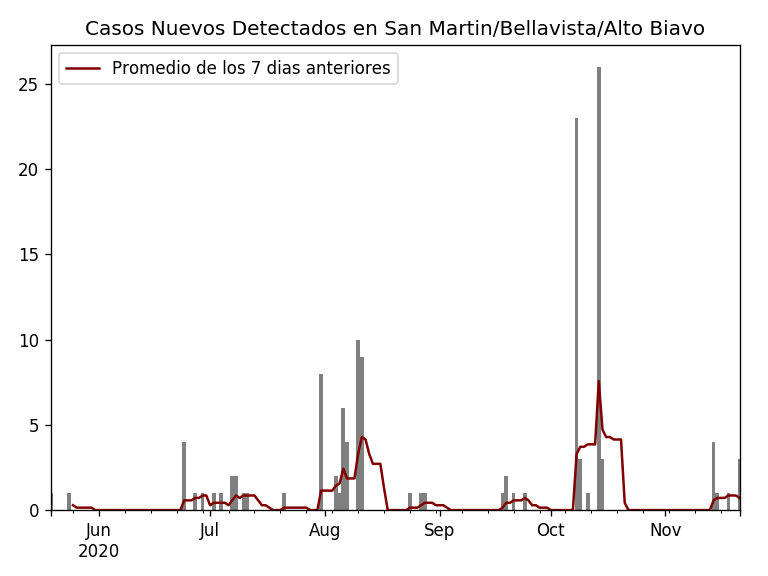 Casos Nuevos Detectados en San Martin/Bellavista/Alto Biavo
Promedio de los 7 dias anteriores
25
20
15
10
5
0
Jun Jul Aug Sep Oct Nov
2020